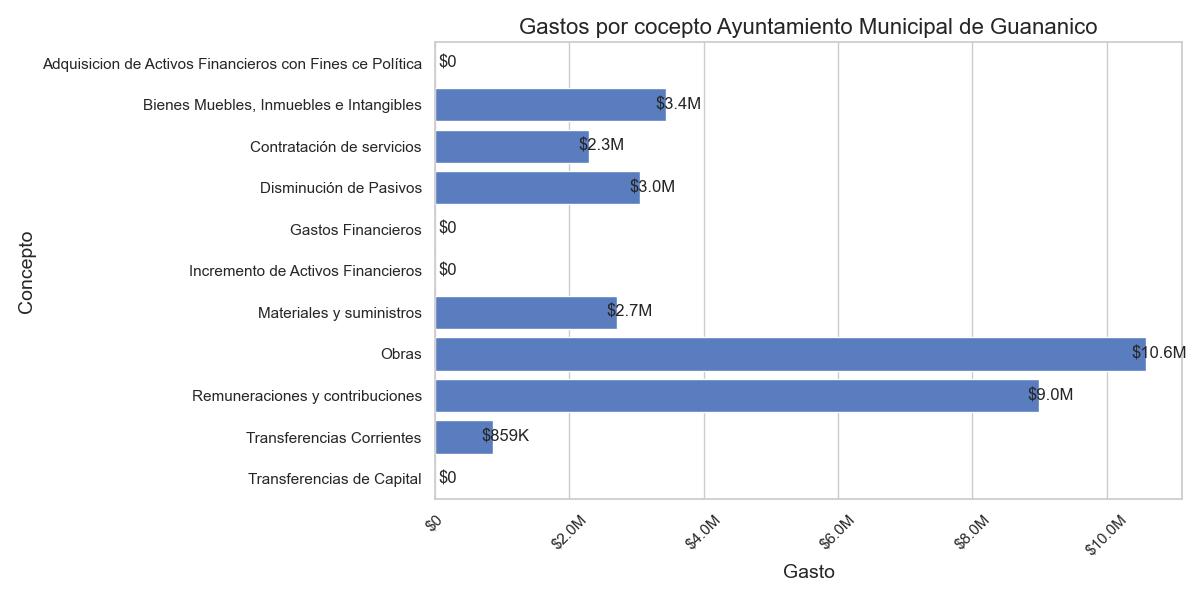 Gastos por cocepto Ayuntamiento Municipal de Guananico
Concepto
Adquisicion de Activos Financieros con Fines ce Política $0
Bienes Muebles, Inmuebles e Intangibles $3.4M
Contratación de servicios $2.3M
Disminución de Pasivos $3.0M
Gastos Financieros $0
Incremento de Activos Financieros $0
Materiales y suministros $2.7M
Obras $10.6M
Remuneraciones y contribuciones $9.0M
Transferencias Corrientes $859K
Transferencias de Capital $0
$0 $2.0M $4.0M $6.0M $8.0M $10.0M
Gasto